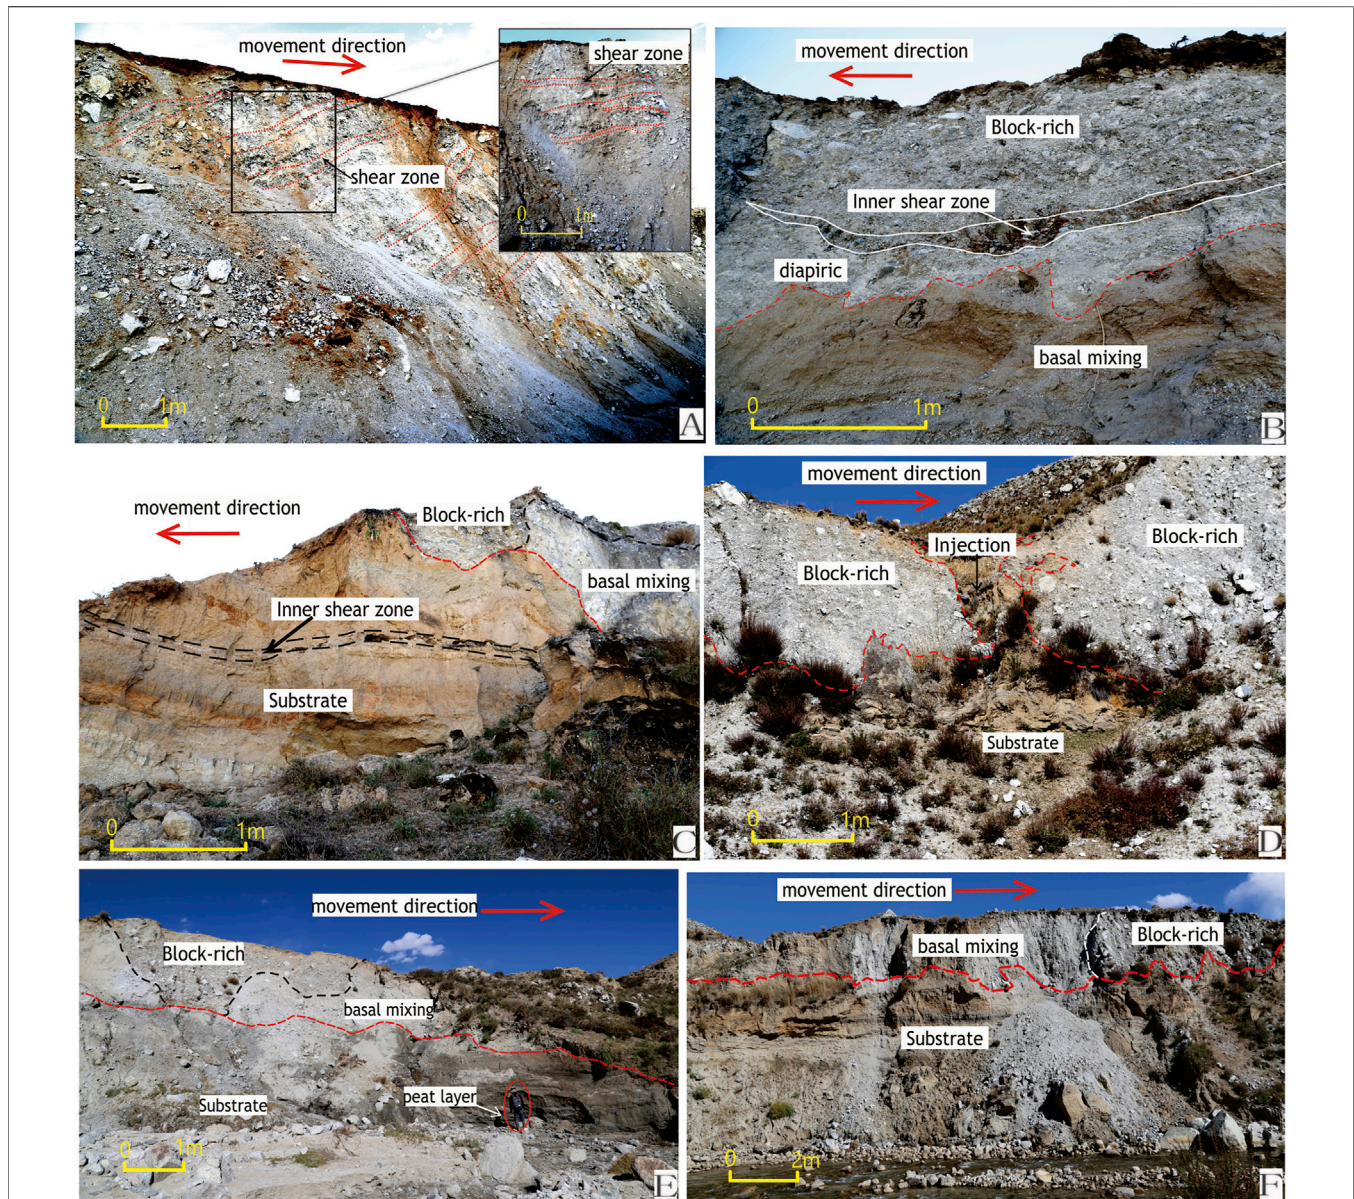 movement direction
shear zone
shear zone
0 1m
0 1m
A
movement direction
Block-rich
Inner shear zone
diapiric
basal mixing
0 1m
B
movement direction
Block-rich
basal mixing
Inner shear zone
Substrate
0 1m
C
movement direction
Injection
Block-rich
Block-rich
Substrate
0 1m
D
movement direction
Block-rich
basal mixing
peat layer
Substrate
0 1m
E
movement direction
basal mixing
Block-rich
Substrate
0 2m
F